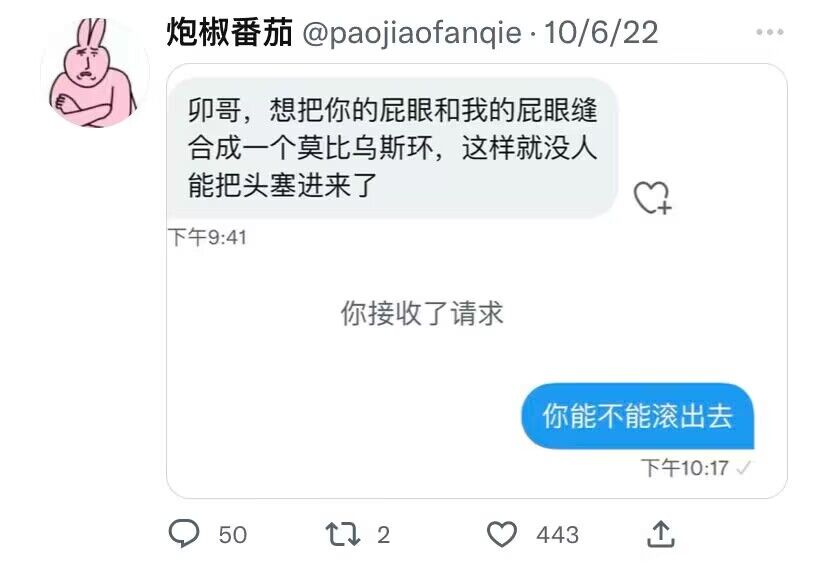 炮椒番茄 @paojiaofanqie · 10/6/22
卯哥，想把你的屁眼和我的屁眼缝
合成一个莫比乌斯环，这样就没人
能把头塞进来了
下午9:41
你接收了请求
你能不能滚出去
下午10:17
50 2 443